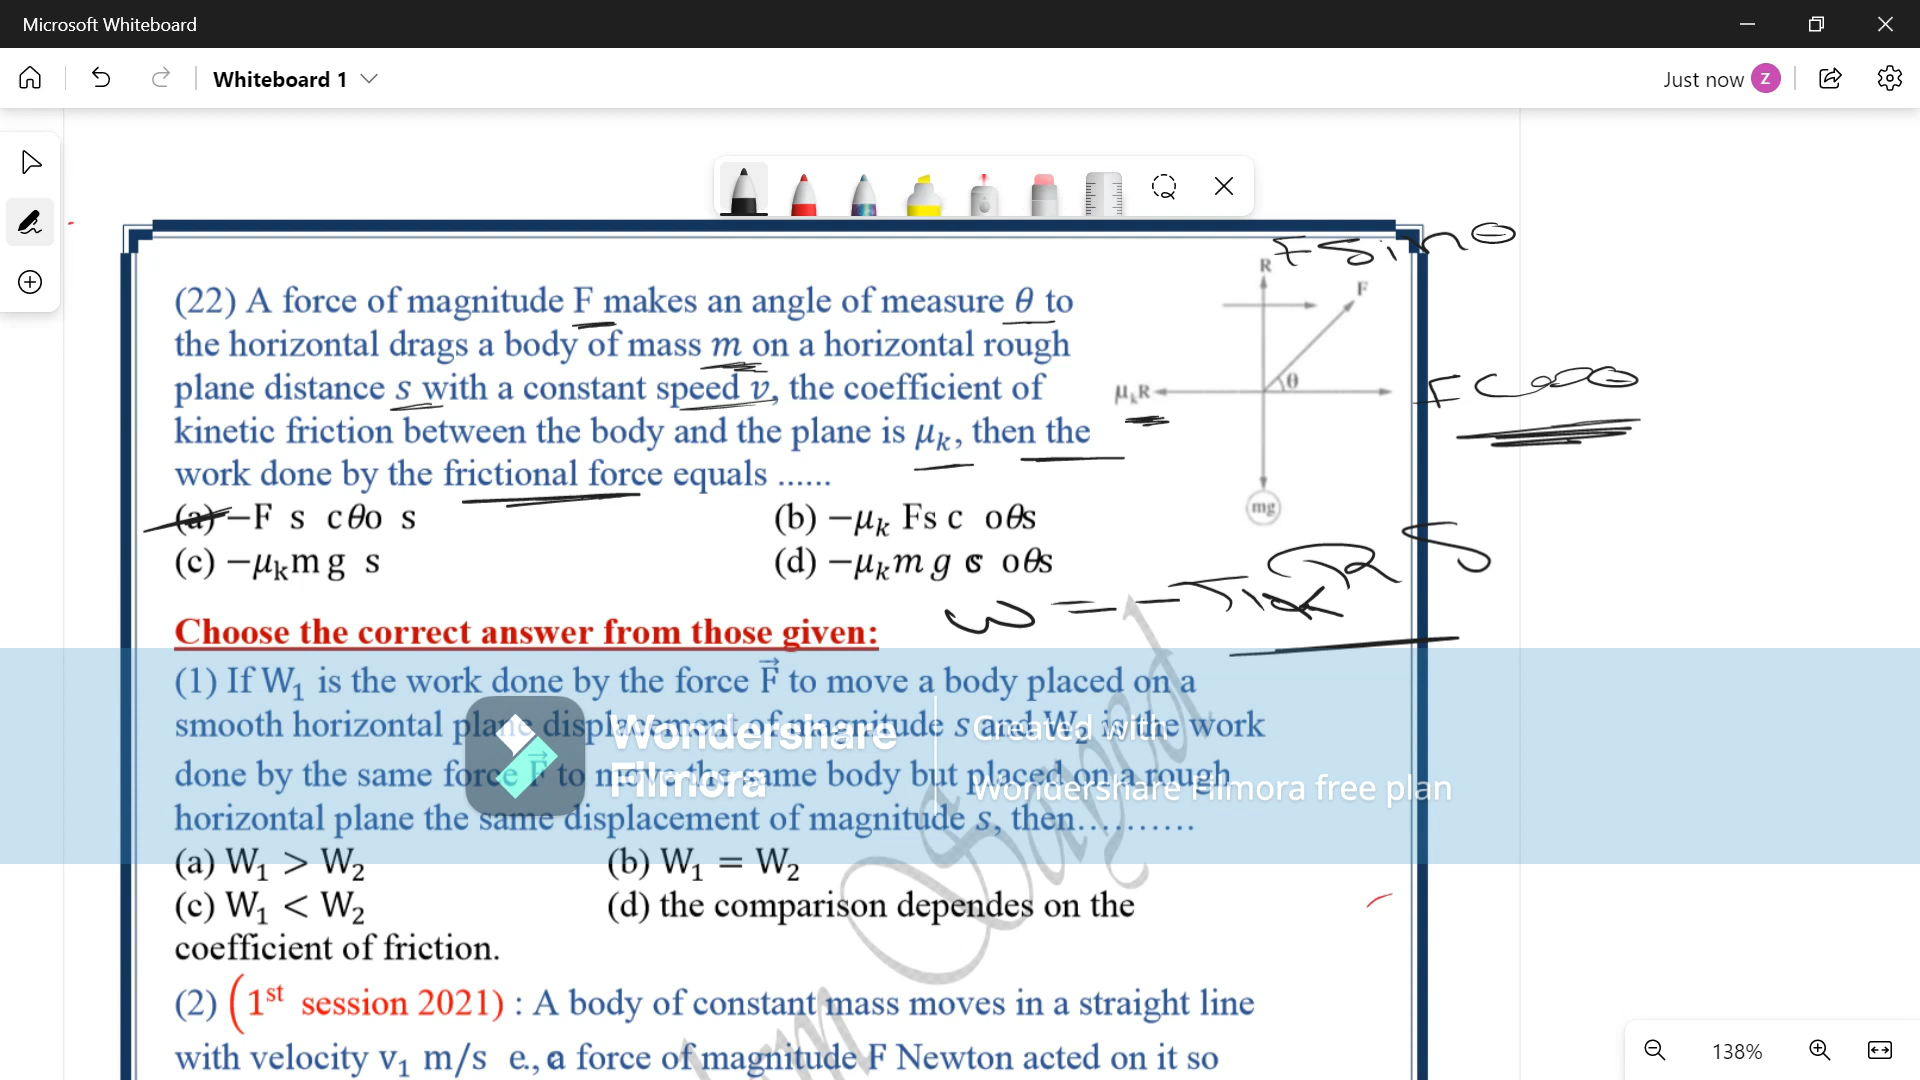 Microsoft Whiteboard
Whiteboard 1
Just now Z
F sin θ
R
F
(22) A force of magnitude F makes an angle of measure θ to
the horizontal drags a body of mass m on a horizontal rough
plane distance s with a constant speed v, the coefficient of
kinetic friction between the body and the plane is μk, then the
work done by the frictional force equals ......
θ
μkR
F cos θ
mg
(a) −F s cθo s
(b) −μk Fs c oθs
(c) −μkm g s
(d) −μkm g s oθs
W = − R S
Choose the correct answer from those given:
(1) If W₁ is the work done by the force F⃗ to move a body placed on a
smooth horizontal plane displacement of magnitude s and W₂ is the work
done by the same force F⃗ to move the same body but placed on a rough
horizontal plane the same displacement of magnitude s, then..........
Wondershare
Filmora
Created with
Wondershare Filmora free plan
(a) W₁ > W₂
(b) W₁ = W₂
(c) W₁ < W₂
(d) the comparison dependes on the
coefficient of friction.
(2) (1st session 2021) : A body of constant mass moves in a straight line
with velocity v₁ m/s e., a force of magnitude F Newton acted on it so
Sayed
138%